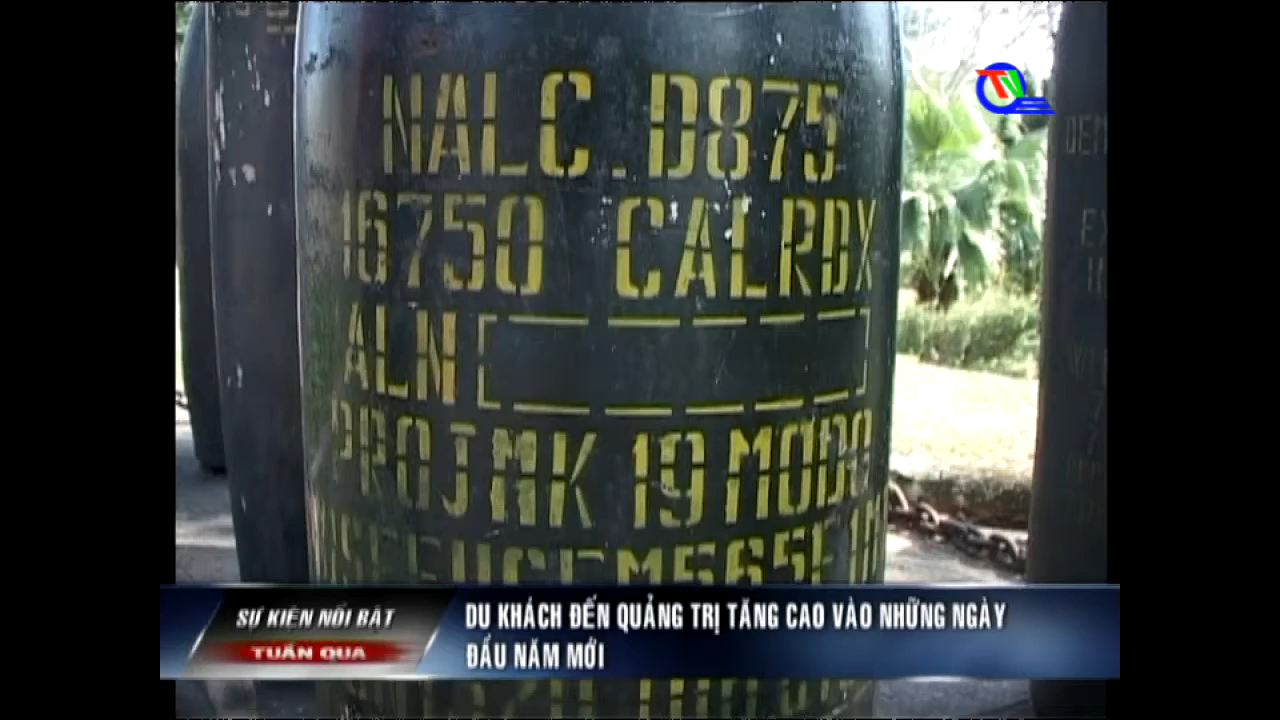 NALC.D875
16750 CALRDX
ALN
PROJ MK 19 MOD0
SỰ KIỆN NỔI BẬT
TUẦN QUA
DU KHÁCH ĐẾN QUẢNG TRỊ TĂNG CAO VÀO NHỮNG NGÀY
ĐẦU NĂM MỚI